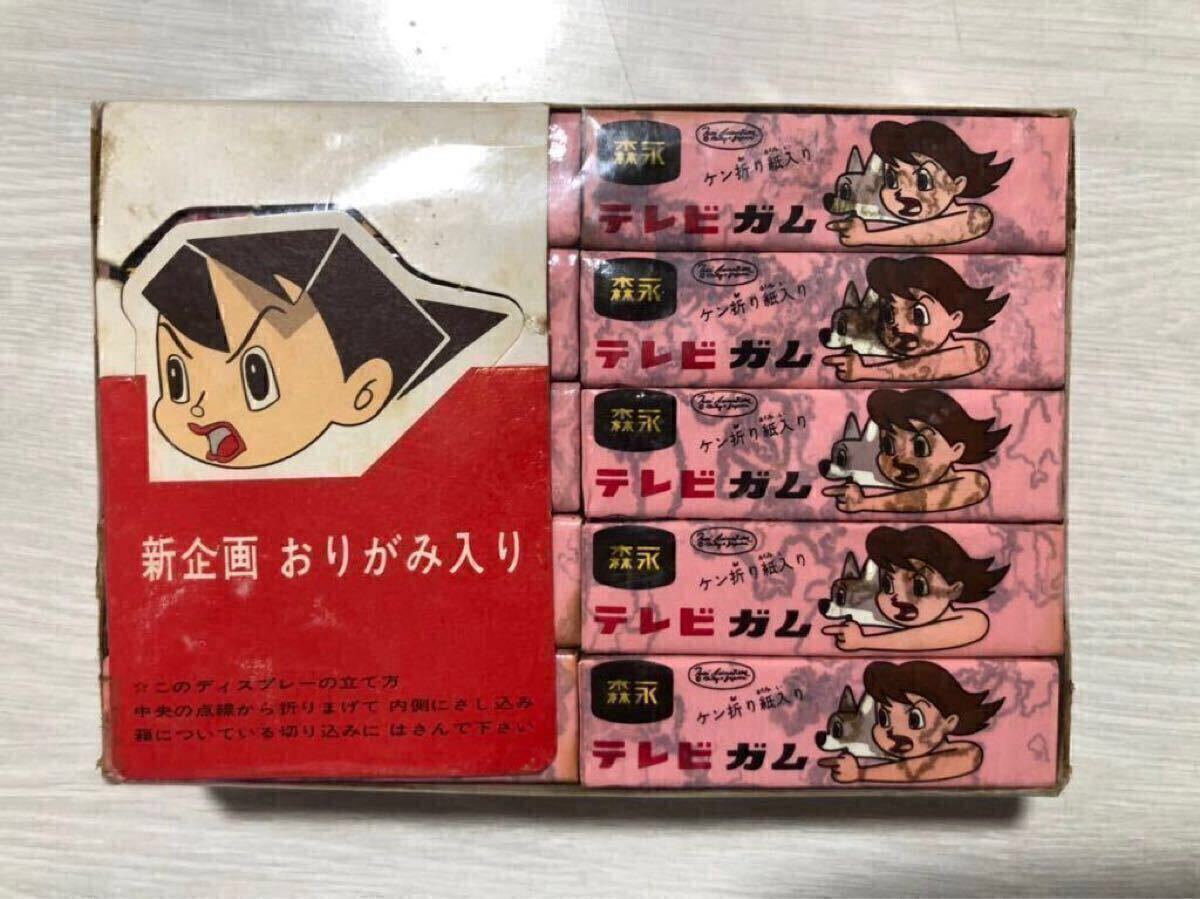 新企画 おりがみ入り
☆このディスプレーの立て方
中央の点線から折りまげて 内側にさし込み
箱についている切り込みに はさんで下さい
森永
ケン折り紙入り
テレビガム
森永
ケン折り紙入り
テレビガム
森永
ケン折り紙入り
テレビガム
森永
ケン折り紙入り
テレビガム
森永
ケン折り紙入り
テレビガム